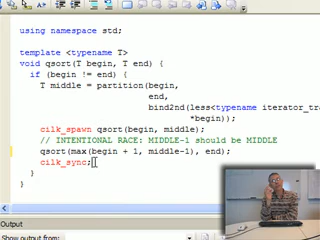 using namespace std;
template <typename T>
void qsort(T begin, T end) {
if (begin != end) {
T middle = partition(begin,
end,
bind2nd(less<typename iterator_tra
*begin));
cilk_spawn qsort(begin, middle);
// INTENTIONAL RACE: MIDDLE-1 should be MIDDLE
qsort(max(begin + 1, middle-1), end);
cilk_sync;
}
}
Output
Show output from: